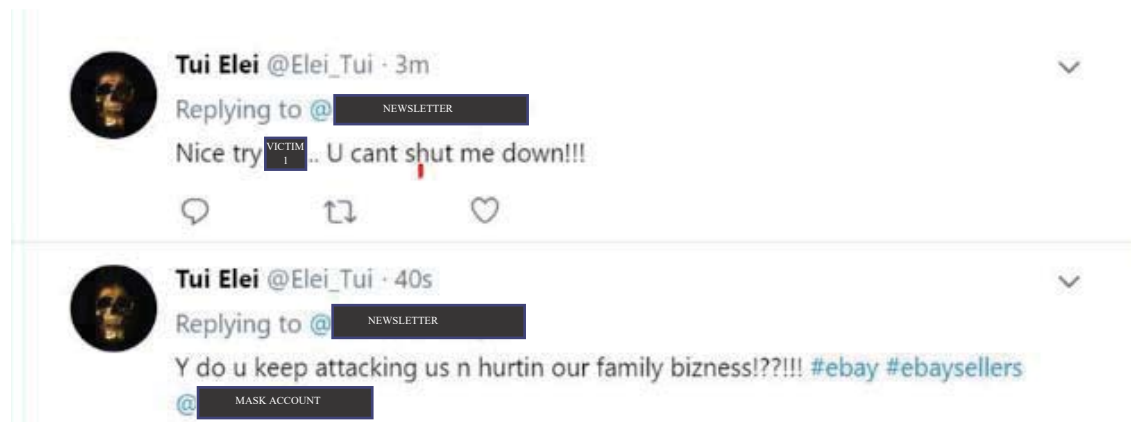 Tui Elei @Elei_Tui · 3m
Replying to @ NEWSLETTER
Nice try VICTIM 1 .. U cant shut me down!!!
Tui Elei @Elei_Tui · 40s
Replying to @ NEWSLETTER
Y do u keep attacking us n hurtin our family bizness!??!!! #ebay #ebaysellers
@ MASK ACCOUNT